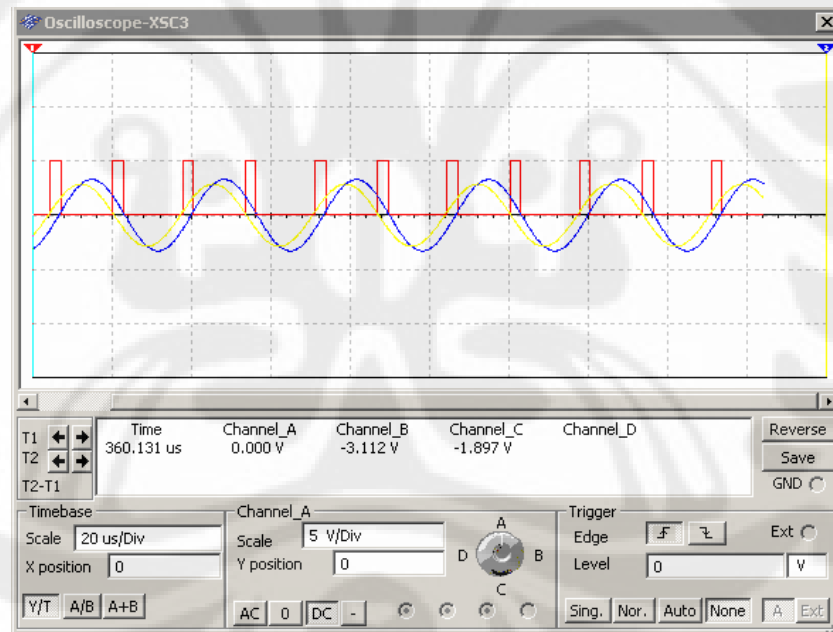 Oscilloscope-XSC3
T1
T2
T2-T1
Time Channel_A Channel_B Channel_C Channel_D
360.131 us 0.000 V -3.112 V -1.897 V
Reverse
Save
GND
Timebase
Scale 20 us/Div
X position 0
Y/T A/B A+B
Channel_A
Scale 5 V/Div
Y position 0
AC 0 DC -
A
D B
C
Trigger
Edge Ext
Level 0 V
Sing. Nor. Auto None A Ext